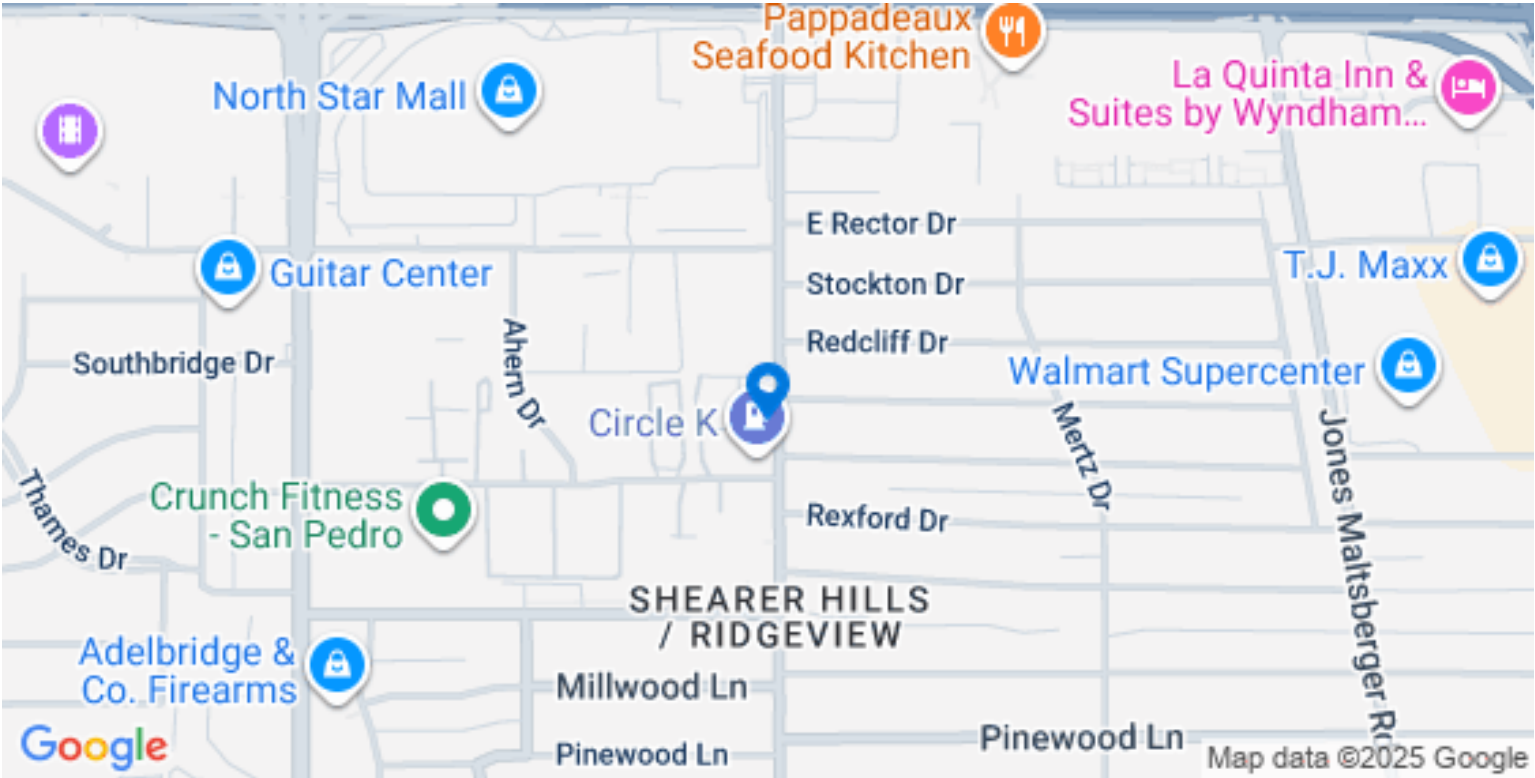 Pappadeaux
Seafood Kitchen
North Star Mall
La Quinta Inn &
Suites by Wyndham...
E Rector Dr
Guitar Center
T.J. Maxx
Stockton Dr
Ahern Dr
Redcliff Dr
Southbridge Dr
Walmart Supercenter
Circle K
Mertz Dr
Jones Maltsberger Rd
Thames Dr
Crunch Fitness
- San Pedro
Rexford Dr
SHEARER HILLS
/ RIDGEVIEW
Adelbridge &
Co. Firearms
Millwood Ln
Pinewood Ln
Pinewood Ln
Google
Map data ©2025 Google